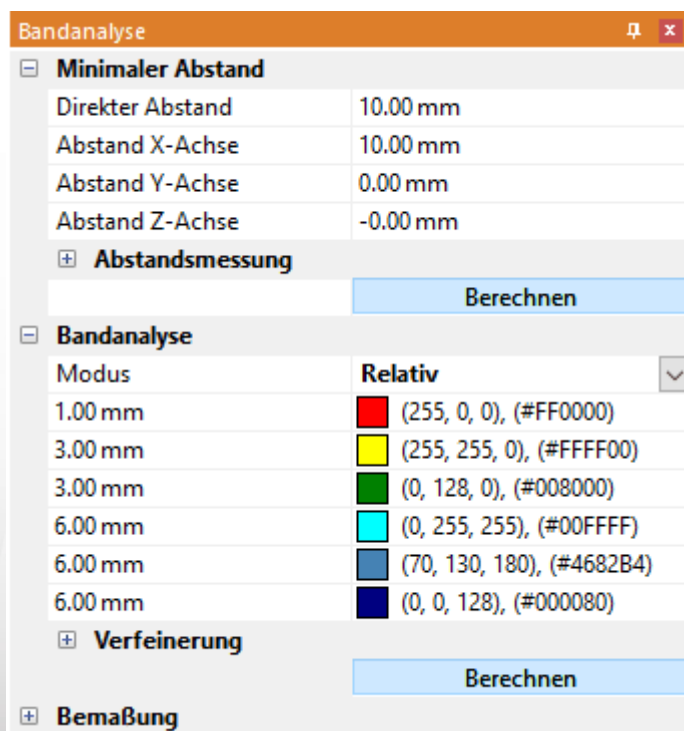 Bandanalyse
Minimaler Abstand
Direkter Abstand 10.00 mm
Abstand X-Achse 10.00 mm
Abstand Y-Achse 0.00 mm
Abstand Z-Achse -0.00 mm
Abstandsmessung
Berechnen
Bandanalyse
Modus Relativ
1.00 mm (255, 0, 0), (#FF0000)
3.00 mm (255, 255, 0), (#FFFF00)
3.00 mm (0, 128, 0), (#008000)
6.00 mm (0, 255, 255), (#00FFFF)
6.00 mm (70, 130, 180), (#4682B4)
6.00 mm (0, 0, 128), (#000080)
Verfeinerung
Berechnen
Bemaßung